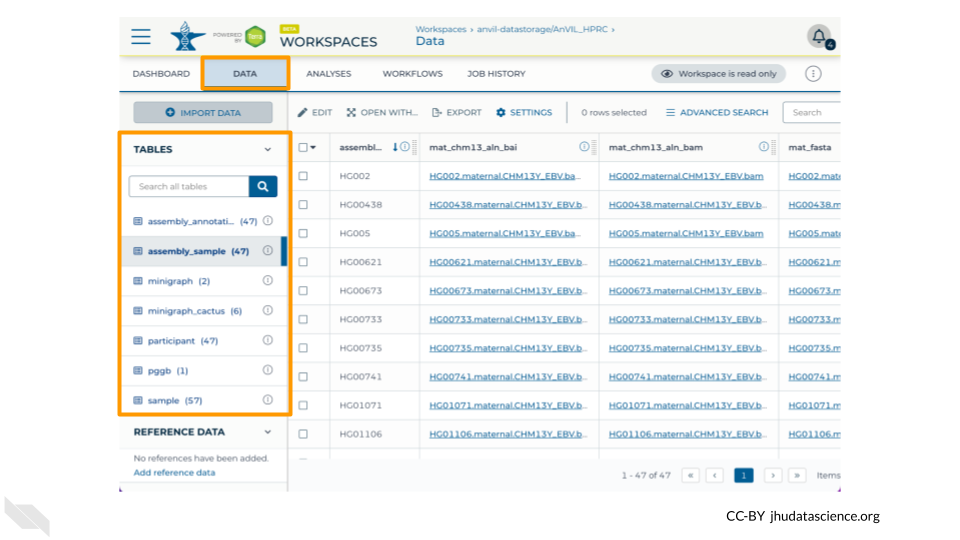 POWERED BY Terra
BETA
WORKSPACES
Workspaces › anvil-datastorage/AnVIL_HPRC ›
Data
4
DASHBOARD DATA ANALYSES WORKFLOWS JOB HISTORY Workspace is read only
IMPORT DATA EDIT OPEN WITH... EXPORT SETTINGS 0 rows selected ADVANCED SEARCH Search
TABLES
Search all tables
assembly_annotati... (47)
assembly_sample (47)
minigraph (2)
minigraph_cactus (6)
participant (47)
pggb (1)
sample (57)
REFERENCE DATA
No references have been added.
Add reference data
assembl... mat_chm13_aln_bai mat_chm13_aln_bam mat_fasta
HG002 HG002.maternal.CHM13Y_EBV.ba... HG002.maternal.CHM13Y_EBV.bam HG002.mate
HG00438 HG00438.maternal.CHM13Y_EBV.b... HG00438.maternal.CHM13Y_EBV.b... HG00438.m
HG005 HG005.maternal.CHM13Y_EBV.ba... HG005.maternal.CHM13Y_EBV.bam HG005.mate
HG00621 HG00621.maternal.CHM13Y_EBV.b... HG00621.maternal.CHM13Y_EBV.b... HG00621.m
HG00673 HG00673.maternal.CHM13Y_EBV.b... HG00673.maternal.CHM13Y_EBV.b... HG00673.m
HG00733 HG00733.maternal.CHM13Y_EBV.b... HG00733.maternal.CHM13Y_EBV.b... HG00733.m
HG00735 HG00735.maternal.CHM13Y_EBV.b... HG00735.maternal.CHM13Y_EBV.b... HG00735.m
HG00741 HG00741.maternal.CHM13Y_EBV.b... HG00741.maternal.CHM13Y_EBV.b... HG00741.m
HG01071 HG01071.maternal.CHM13Y_EBV.b... HG01071.maternal.CHM13Y_EBV.b... HG01071.m
HG01106 HG01106.maternal.CHM13Y_EBV.b... HG01106.maternal.CHM13Y_EBV.b... HG01106.m
1 - 47 of 47 « ‹ 1 › » Items
CC-BY jhudatascience.org